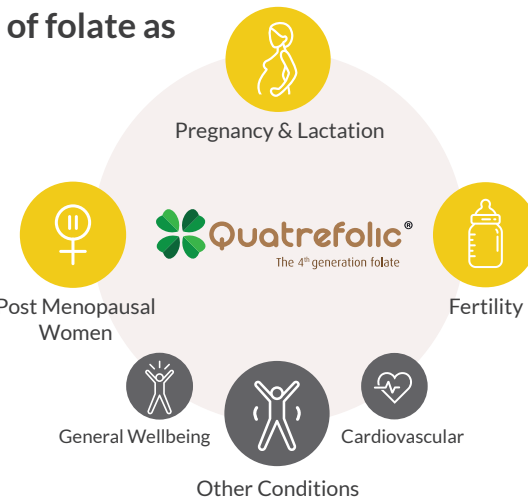 of folate as
Pregnancy & Lactation
Quatrefolic®
The 4th generation folate
Post Menopausal
Women
Fertility
General Wellbeing
Cardiovascular
Other Conditions